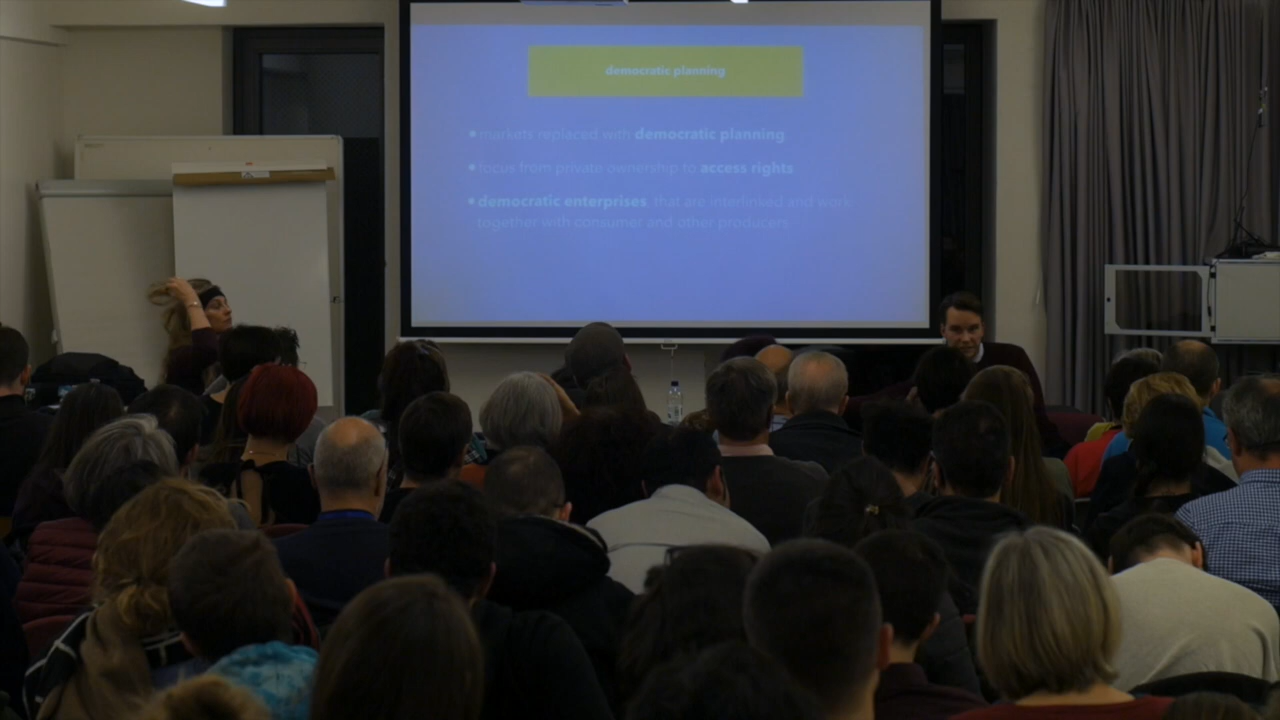 democratic planning
• markets replaced with democratic planning
• focus from private ownership to access rights
• democratic enterprises that are interlinked and work
together with consumer and other producers